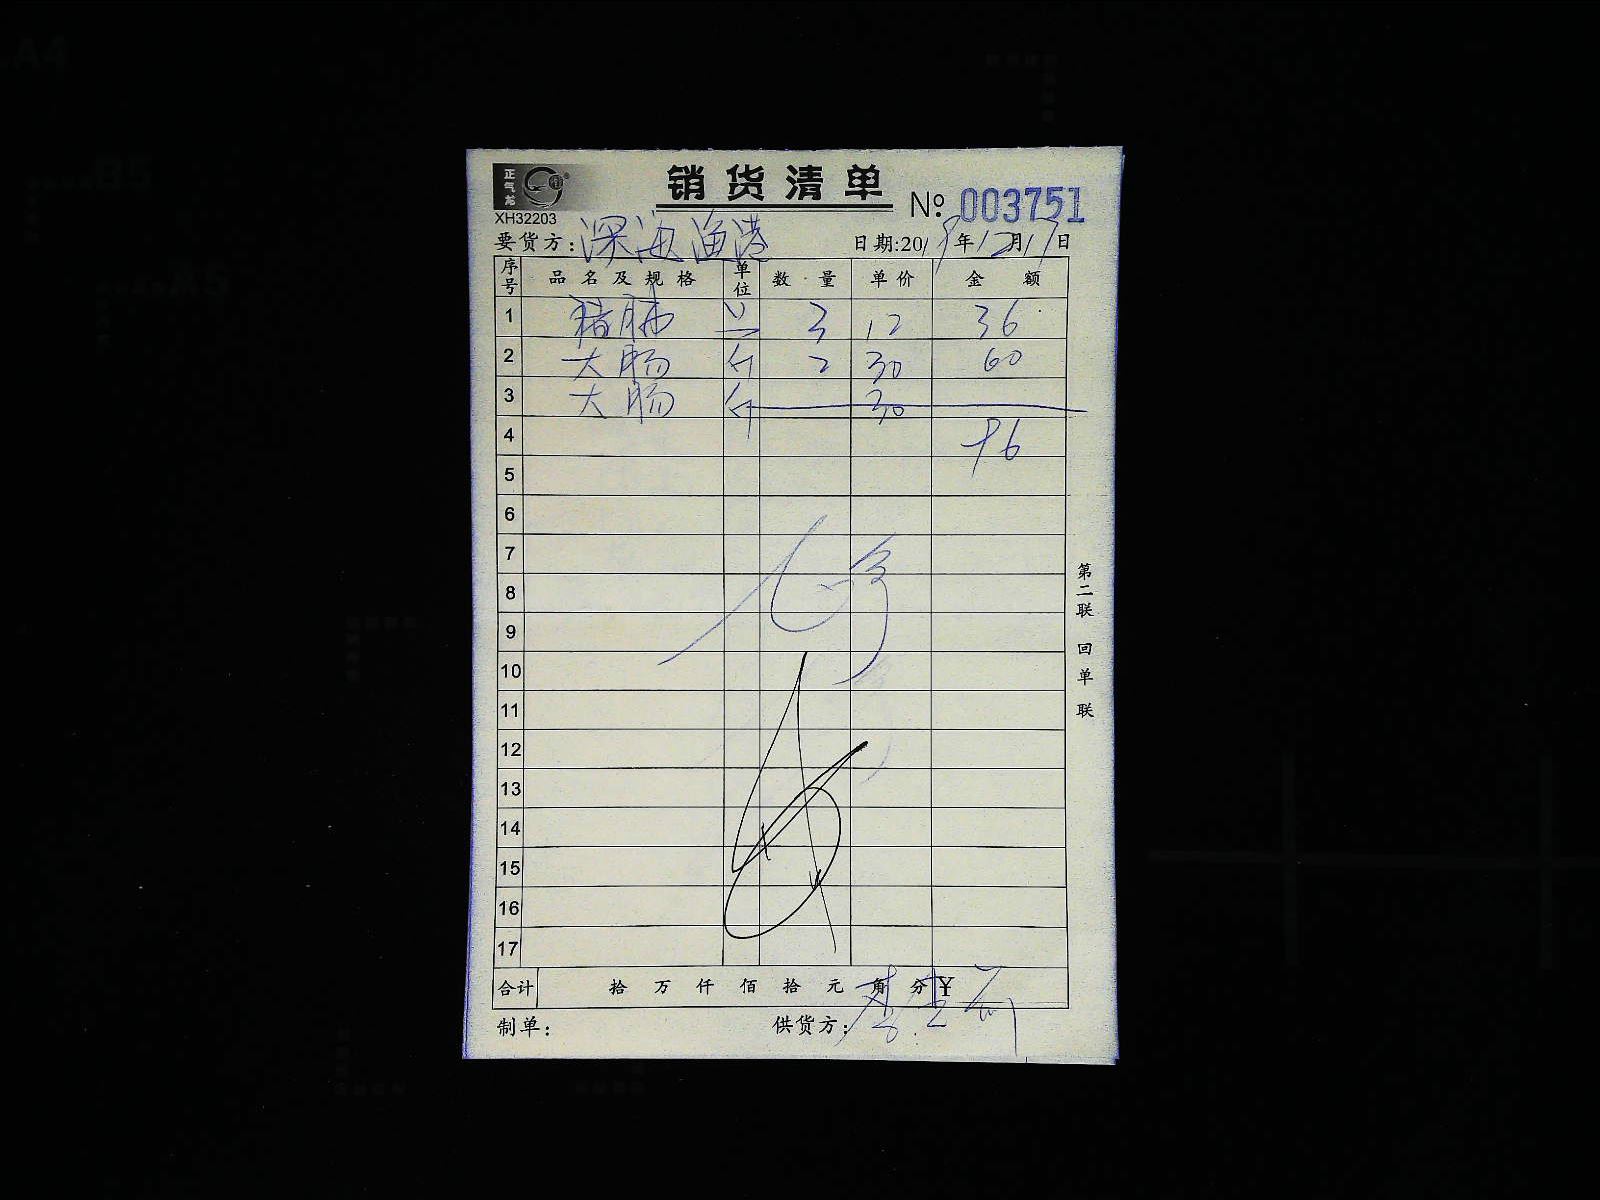 正气龙
XH32203
销货清单
№ 003751
要货方：深海渔港
日期:2019年12月17日
序号 品名及规格 单位 数量 单价 金额
1 猪肺 3 12 36
2 大肠 斤 2 30 60
3 大肠 斤 30
4 96
5
6
7
8
9
10
11
12
13
14
15
16
17
合计 拾 万 仟 佰 拾 元 角 分 ¥
制单： 供货方：
第二联 回单联